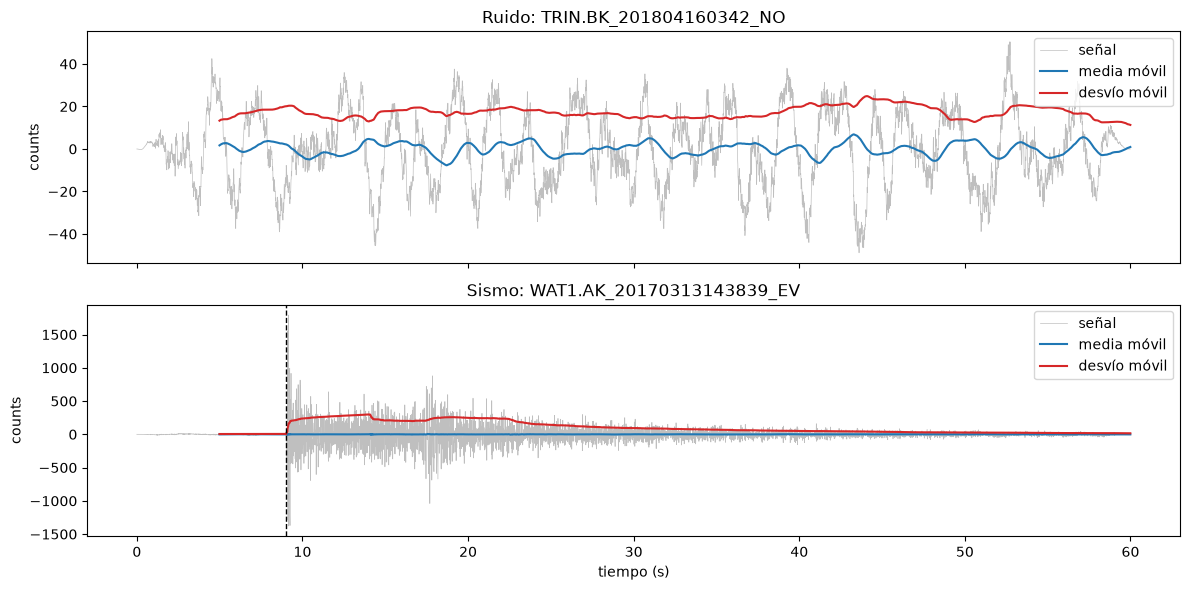 Ruido: TRIN.BK_201804160342_NO
counts
40
20
0
−20
−40
señal
media móvil
desvío móvil
Sismo: WAT1.AK_20170313143839_EV
counts
1500
1000
500
0
−500
−1000
−1500
señal
media móvil
desvío móvil
0 10 20 30 40 50 60
tiempo (s)